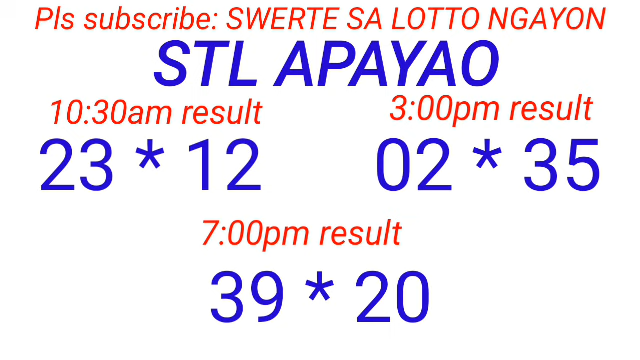 Pls subscribe: SWERTE SA LOTTO NGAYON
STL APAYAO
10:30am result
23 * 12
3:00pm result
02 * 35
7:00pm result
39 * 20